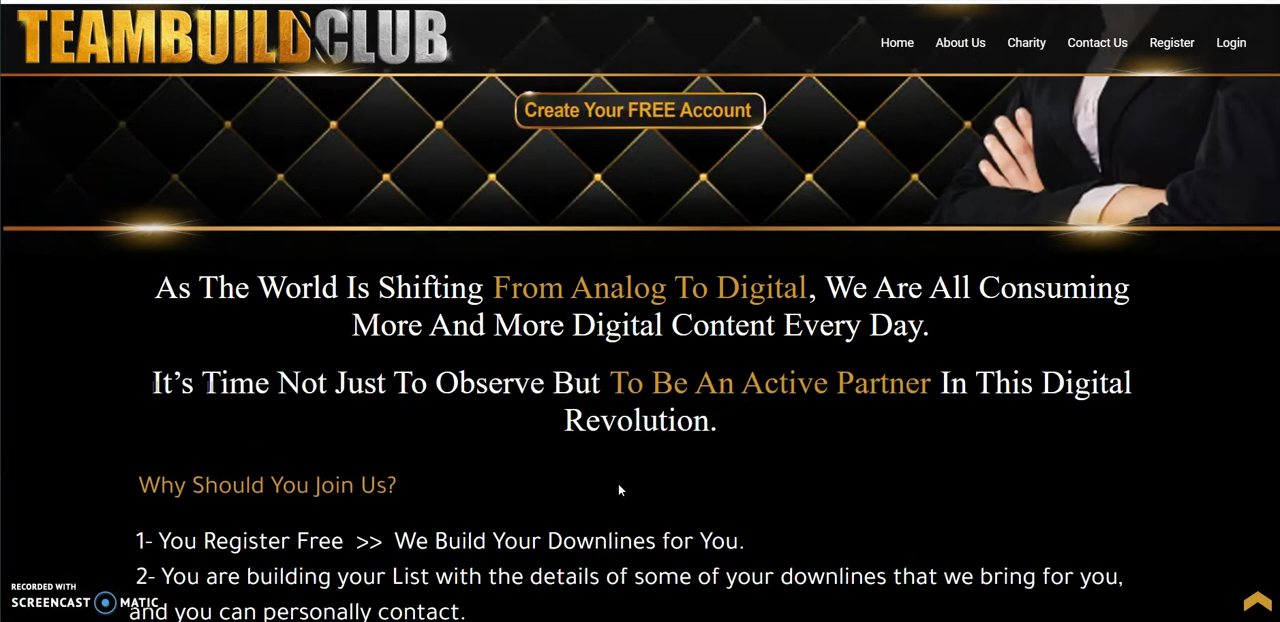 TEAMBUILDCLUB
Home About Us Charity Contact Us Register Login
Create Your FREE Account
As The World Is Shifting From Analog To Digital, We Are All Consuming
More And More Digital Content Every Day.
It's Time Not Just To Observe But To Be An Active Partner In This Digital
Revolution.
Why Should You Join Us?
1- You Register Free >> We Build Your Downlines for You.
2- You are building your List with the details of some of your downlines that we bring for you,
and you can personally contact.
RECORDED WITH
SCREENCAST MATIC